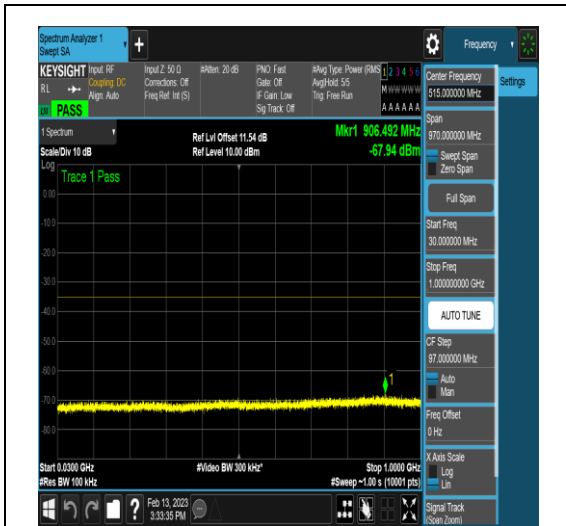 Spectrum Analyzer 1
Swept SA
+
Frequency
KEYSIGHT
RL
PASS
Input: RF
Coupling: DC
Align: Auto
Input Z: 50 Ω
Corrections: Off
Freq Ref: Int (S)
#Atten: 20 dB
PNO: Fast
Gate: Off
IF Gain: Low
Sig Track: Off
#Avg Type: Power (RMS
Avg|Hold: 5/5
Trig: Free Run
1 2 3 4 5 6
M W W W W W
A A A A A A
Center Frequency
515.000000 MHz
Settings
Span
970.000000 MHz
Swept Span
Zero Span
Full Span
Start Freq
30.000000 MHz
Stop Freq
1.000000000 GHz
AUTO TUNE
CF Step
97.000000 MHz
Auto
Man
Freq Offset
0 Hz
X Axis Scale
Log
Lin
Signal Track
(Span Zoom)
1 Spectrum
Scale/Div 10 dB
Ref Lvl Offset 11.54 dB
Ref Level 10.00 dBm
Mkr1 906.492 MHz
-67.94 dBm
Log
Trace 1 Pass
0.00
-10.0
-20.0
-30.0
-40.0
-50.0
-60.0
-70.0
-80.0
1
Start 0.0300 GHz
#Res BW 100 kHz
#Video BW 300 kHz*
Stop 1.0000 GHz
#Sweep ~1.00 s (10001 pts)
?
Feb 13, 2023
3:33:35 PM